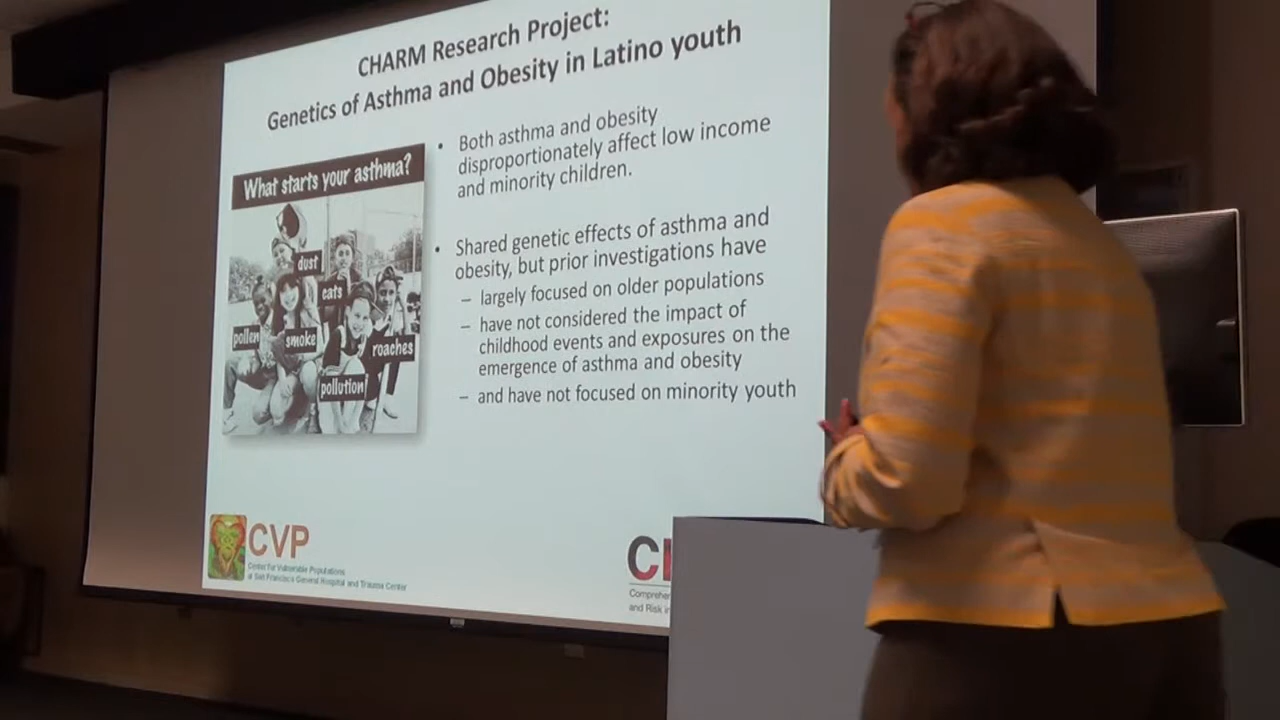 CHARM Research Project:
Genetics of Asthma and Obesity in Latino youth
What starts your asthma?
dust
eats
pollen
smoke
roaches
pollution
• Both asthma and obesity
disproportionately affect low income
and minority children.
• Shared genetic effects of asthma and
obesity, but prior investigations have
– largely focused on older populations
– have not considered the impact of
childhood events and exposures on the
emergence of asthma and obesity
– and have not focused on minority youth
CVP
Center for Vulnerable Populations
at San Francisco General Hospital and Trauma Center
and Risk in